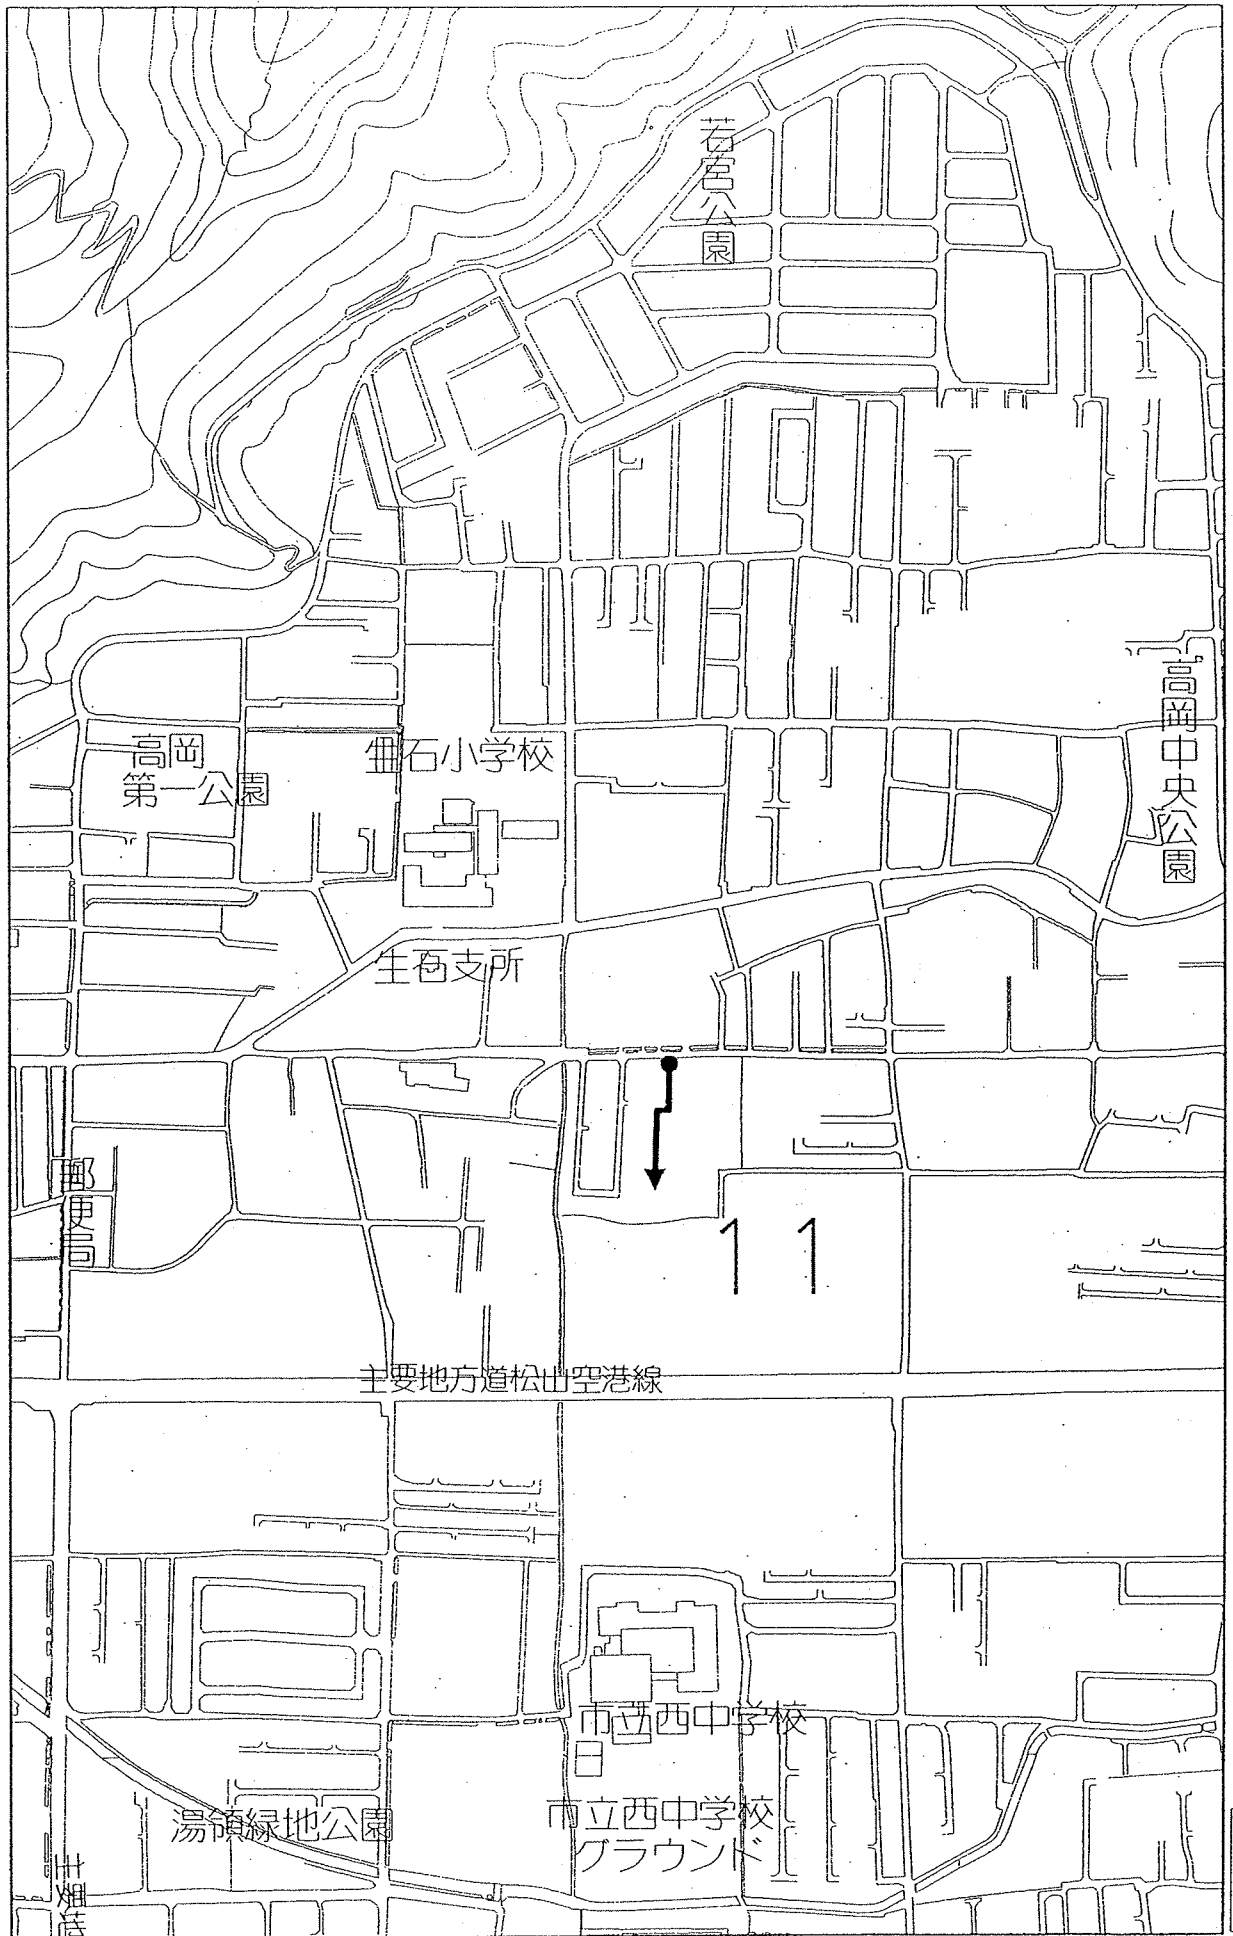 若宮公園
高岡中央公園
高岡
第一公園
生石小学校
生石支所
郵便局
11
主要地方道松山空港線
市立西中学校
市立西中学校
グラウンド
湯領緑地公園
主要地